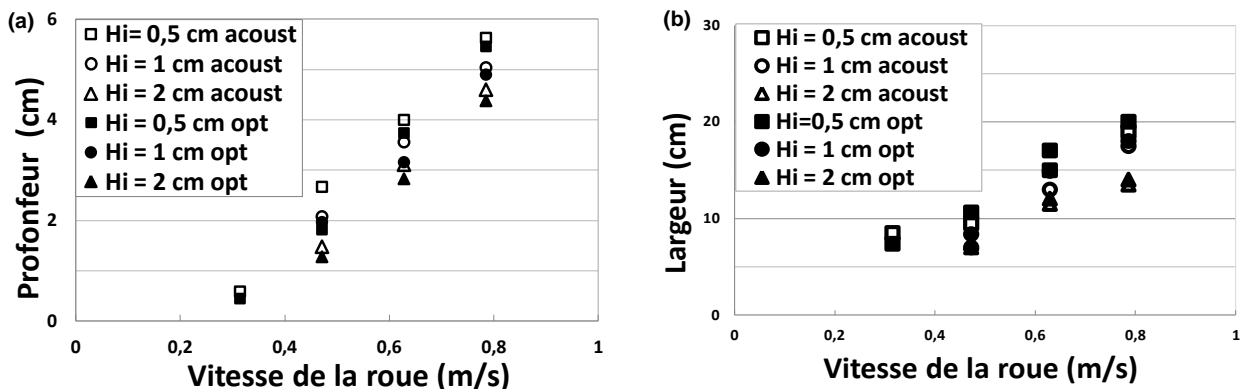 (a)
Profonfeur (cm)
6
4
2
0
Hi= 0,5 cm acoust
Hi = 1 cm acoust
Hi = 2 cm acoust
Hi = 0,5 cm opt
Hi = 1 cm opt
Hi = 2 cm opt
0 0,2 0,4 0,6 0,8 1
Vitesse de la roue (m/s)
(b)
Largeur (cm)
30
20
10
0
Hi = 0,5 cm acoust
Hi = 1 cm acoust
Hi = 2 cm acoust
Hi=0,5 cm opt
Hi = 1 cm opt
Hi = 2 cm opt
0 0,2 0,4 0,6 0,8 1
Vitesse de la roue (m/s)